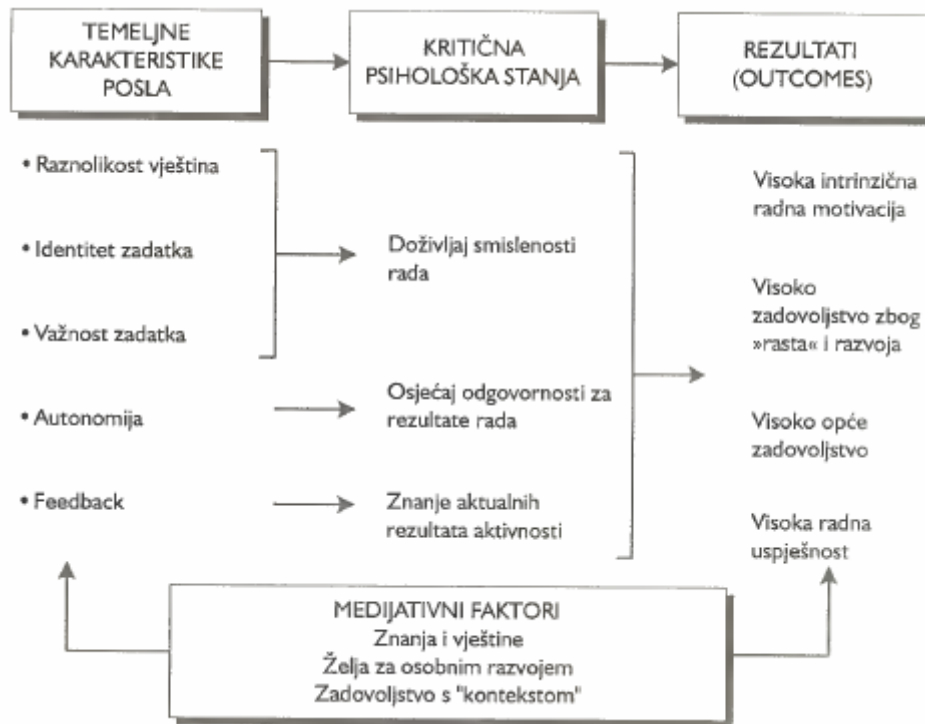 TEMELJNE
KARAKTERISTIKE
POSLA
KRITIČNA
PSIHOLOŠKA STANJA
REZULTATI
(OUTCOMES)
• Raznolikost vještina
• Identitet zadatka
• Važnost zadatka
• Autonomija
• Feedback
Doživljaj smislenosti
rada
Osjećaj odgovornosti za
rezultate rada
Znanje aktualnih
rezultata aktivnosti
Visoka intrinzična
radna motivacija
Visoko
zadovoljstvo zbog
»rasta« i razvoja
Visoko opće
zadovoljstvo
Visoka radna
uspješnost
MEDIJATIVNI FAKTORI
Znanja i vještine
Želja za osobnim razvojem
Zadovoljstvo s "kontekstom"